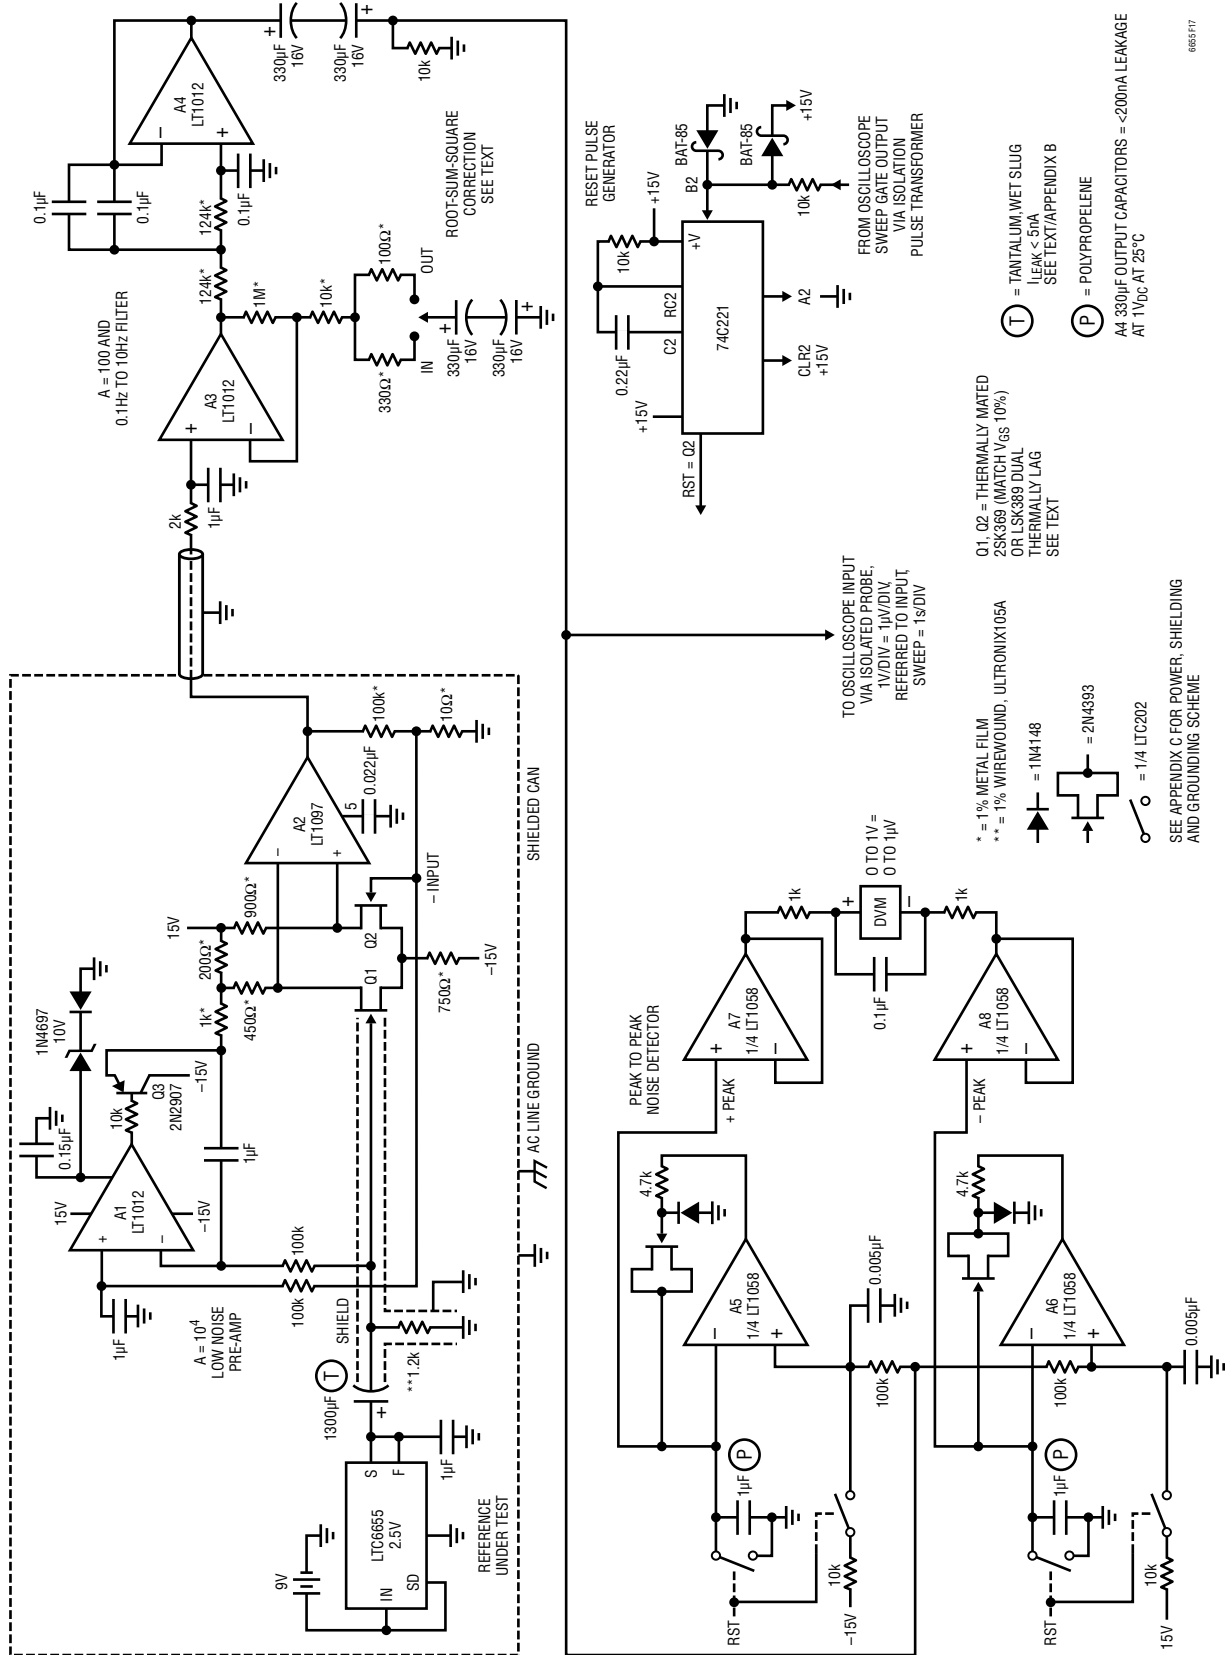 A = 10⁴
LOW NOISE
PRE-AMP
1µF
15V
A1
LT1012
+
–
–15V
0.15µF
1N4697
10V
10k
Q3
2N2907
–15V
1µF
100k
100k
1k*
200Ω*
15V
450Ω*
900Ω*
A2
LT1097
–
+
5
0.022µF
100k*
10Ω*
Q1
Q2
750Ω*
–15V
– INPUT
SHIELD
1300µF
T
+
**1.2k
9V
IN
SD
LTC6655
2.5V
S
F
1µF
REFERENCE
UNDER TEST
AC LINE GROUND
SHIELDED CAN
2k
1µF
A = 100 AND
0.1Hz TO 10Hz FILTER
A3
LT1012
+
–
124k*
1M*
10k*
330Ω*
IN
100Ω*
OUT
+
330µF
16V
330µF
16V
+
ROOT-SUM-SQUARE
CORRECTION
SEE TEXT
0.1µF
0.1µF
124k*
0.1µF
A4
LT1012
–
+
+
330µF
16V
330µF
16V
+
10k
TO OSCILLOSCOPE INPUT
VIA ISOLATED PROBE,
1V/DIV = 1µV/DIV,
REFERRED TO INPUT,
SWEEP = 1s/DIV
RESET PULSE
GENERATOR
+15V
0.22µF
10k
+15V
C2
RC2
+V
74C221
RST = Q2
CLR2
+15V
A2
B2
BAT-85
BAT-85
+15V
10k
FROM OSCILLOSCOPE
SWEEP GATE OUTPUT
VIA ISOLATION
PULSE TRANSFORMER
PEAK TO PEAK
NOISE DETECTOR
RST
1µF
P
–15V
10k
4.7k
A5
1/4 LT1058
–
+
100k
0.005µF
+ PEAK
A7
1/4 LT1058
+
–
1k
0.1µF
+
DVM
–
O TO 1V =
O TO 1µV
1k
RST
1µF
P
15V
10k
4.7k
A6
1/4 LT1058
–
+
100k
0.005µF
– PEAK
A8
1/4 LT1058
+
–
* = 1% METAL FILM
** = 1% WIREWOUND, ULTRONIX105A
= 1N4148
= 2N4393
= 1/4 LTC202
SEE APPENDIX C FOR POWER, SHIELDING
AND GROUNDING SCHEME
Q1, Q2 = THERMALLY MATED
2SK369 (MATCH VGS 10%)
OR LSK389 DUAL
THERMALLY LAG
SEE TEXT
T = TANTALUM,WET SLUG
ILEAK < 5nA
SEE TEXT/APPENDIX B
P = POLYPROPELENE
A4 330µF OUTPUT CAPACITORS = <200nA LEAKAGE
AT 1VDC AT 25°C
6655 F17